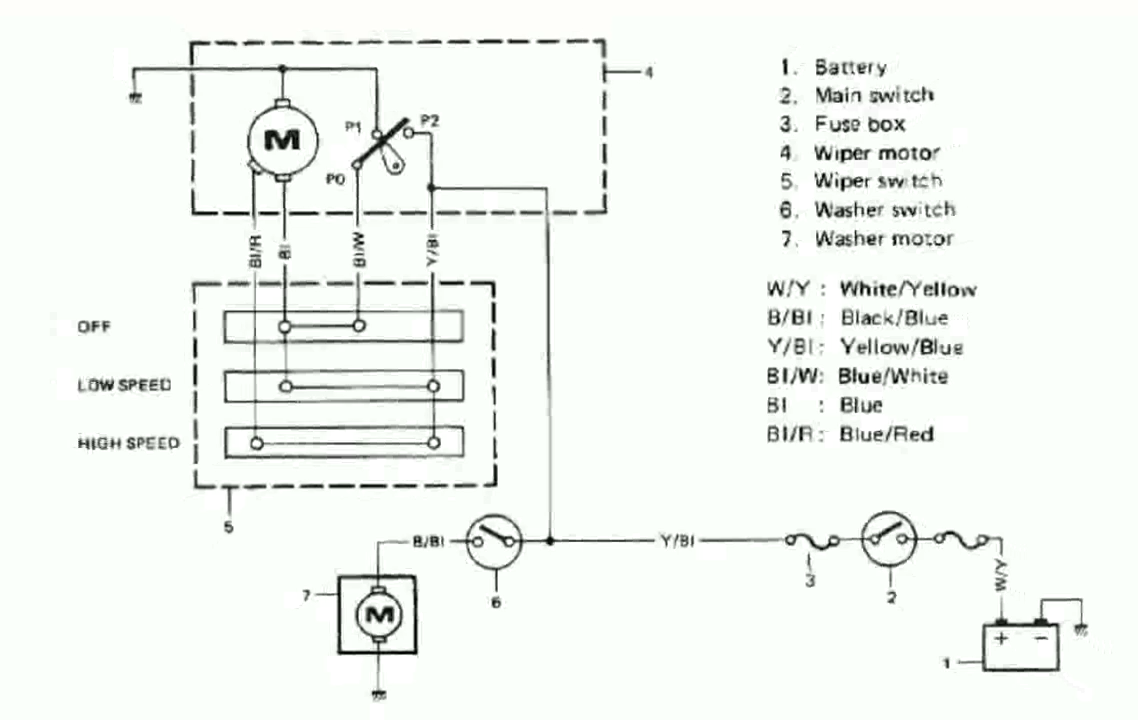 4
P1
P2
M
P0
Bl/R
Bl
Bl/W
Y/Bl
OFF
LOW SPEED
HIGH SPEED
5
B/Bl
Y/Bl
6
3
2
W/Y
7
M
+ −
1
1. Battery
2. Main switch
3. Fuse box
4. Wiper motor
5. Wiper switch
6. Washer switch
7. Washer motor
W/Y : White/Yellow
B/Bl : Black/Blue
Y/Bl : Yellow/Blue
Bl/W: Blue/White
Bl : Blue
Bl/R : Blue/Red